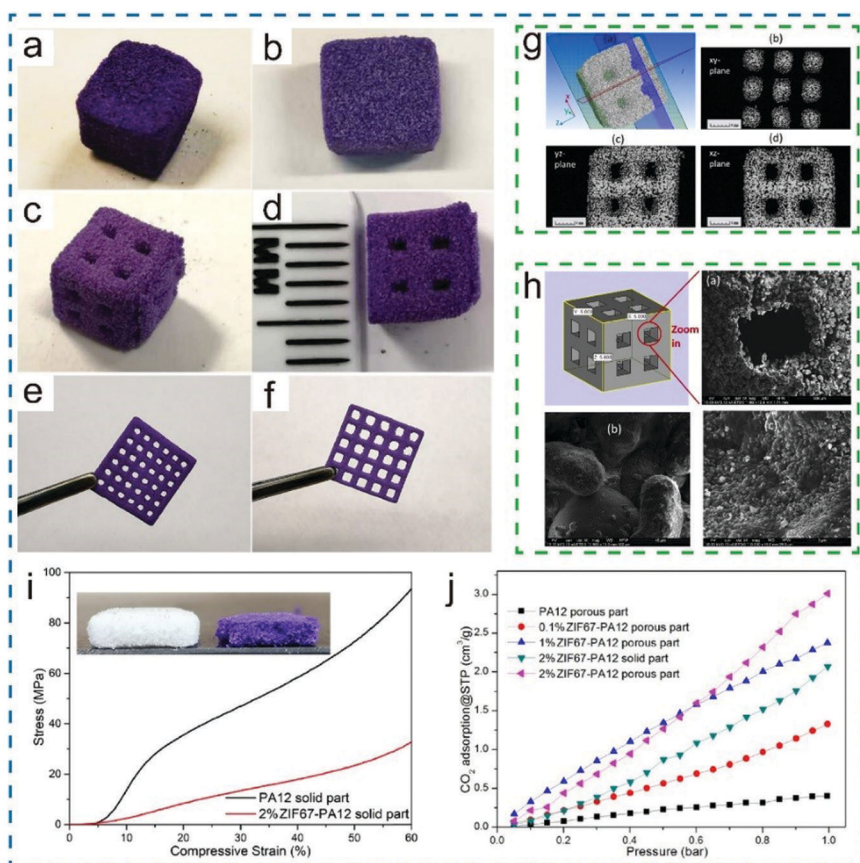 a
b
c
d
MM
e
f
g
(b)
xy-
plane
(c)
(d)
yz-
plane
xz-
plane
h
Zoom
in
(a)
(b)
i
PA12 solid part
2%ZIF67-PA12 solid part
Stress (MPa)
100
80
60
40
20
0
0 10 20 30 40 50 60
Compressive Strain (%)
j
PA12 porous part
0.1%ZIF67-PA12 porous part
1%ZIF67-PA12 porous part
2%ZIF67-PA12 solid part
2%ZIF67-PA12 porous part
CO₂ adsorption@STP (cm³/g)
3.0
2.5
2.0
1.5
1.0
0.5
0.0
0.0 0.2 0.4 0.6 0.8 1.0
Pressure (bar)